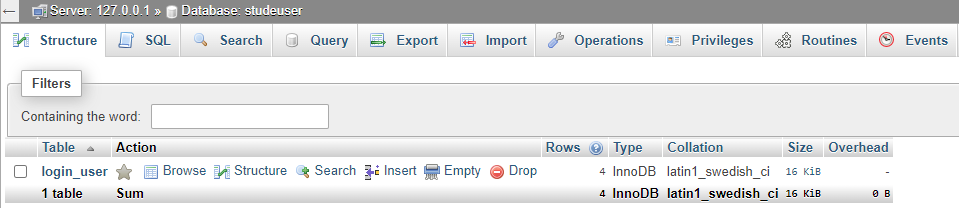 Server: 127.0.0.1 » Database: studeuser
Structure SQL Search Query Export Import Operations Privileges Routines Events
Filters
Containing the word:
Table Action Rows Type Collation Size Overhead
login_user Browse Structure Search Insert Empty Drop 4 InnoDB latin1_swedish_ci 16 KiB -
1 table Sum 4 InnoDB latin1_swedish_ci 16 KiB 0 B